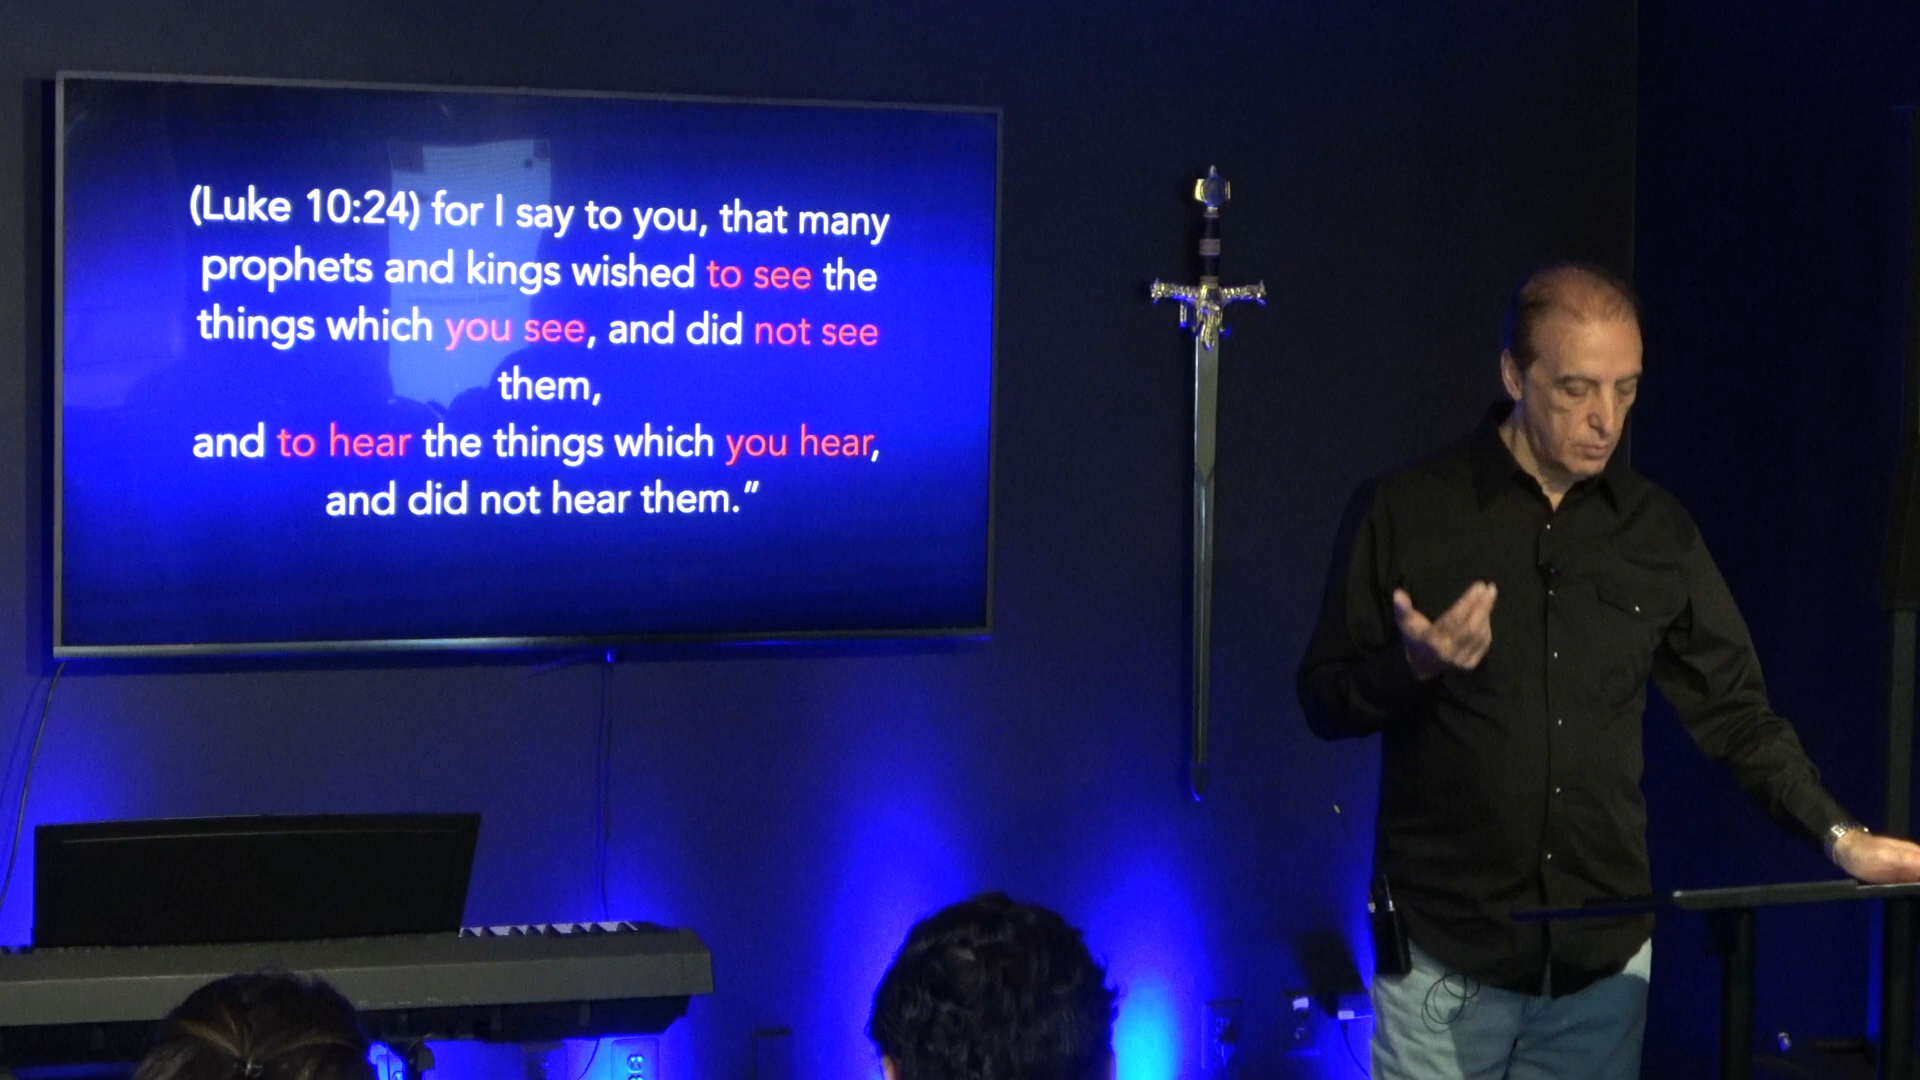 (Luke 10:24) for I say to you, that many
prophets and kings wished to see the
things which you see, and did not see
them,
and to hear the things which you hear,
and did not hear them.”